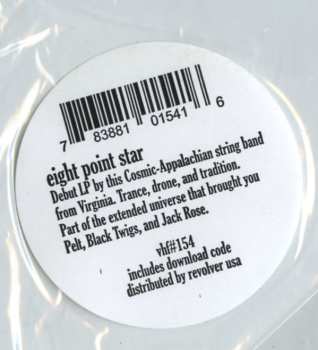 7 83881 01541 6
eight point star
Debut LP by this Cosmic-Appalachian string band
from Virginia. Trance, drone, and tradition.
Part of the extended universe that brought you
Pelt, Black Twigs, and Jack Rose.
vhf#154
includes download code
distributed by revolver usa